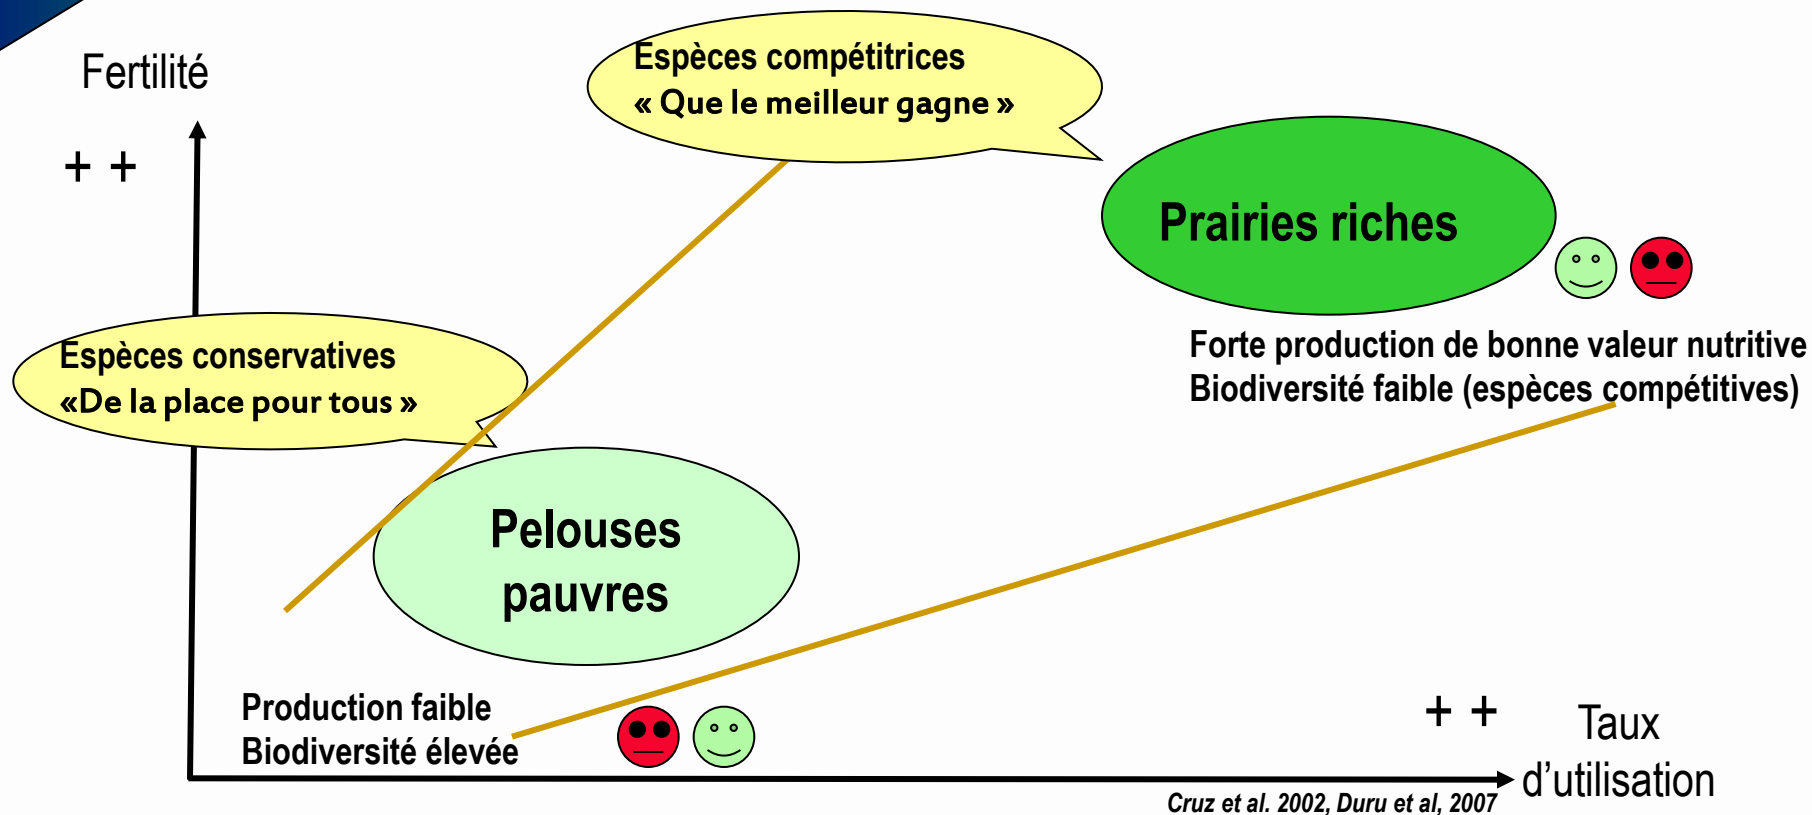 Fertilité
+ +
Espèces compétitrices
« Que le meilleur gagne »
Prairies riches
Forte production de bonne valeur nutritive
Biodiversité faible (espèces compétitives)
Espèces conservatives
«De la place pour tous »
Pelouses
pauvres
Production faible
Biodiversité élevée
+ +
Taux
d’utilisation
Cruz et al. 2002, Duru et al, 2007